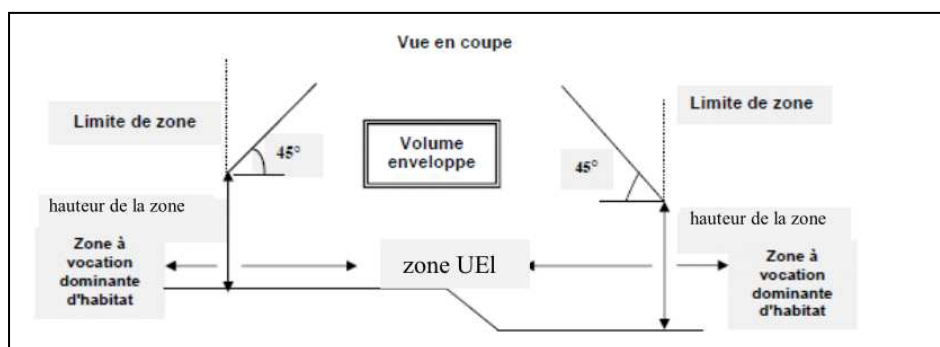 Vue en coupe
Limite de zone
Limite de zone
45°
Volume
enveloppe
45°
hauteur de la zone
hauteur de la zone
Zone à
vocation
dominante
d'habitat
zone UEl
Zone à
vocation
dominante
d'habitat